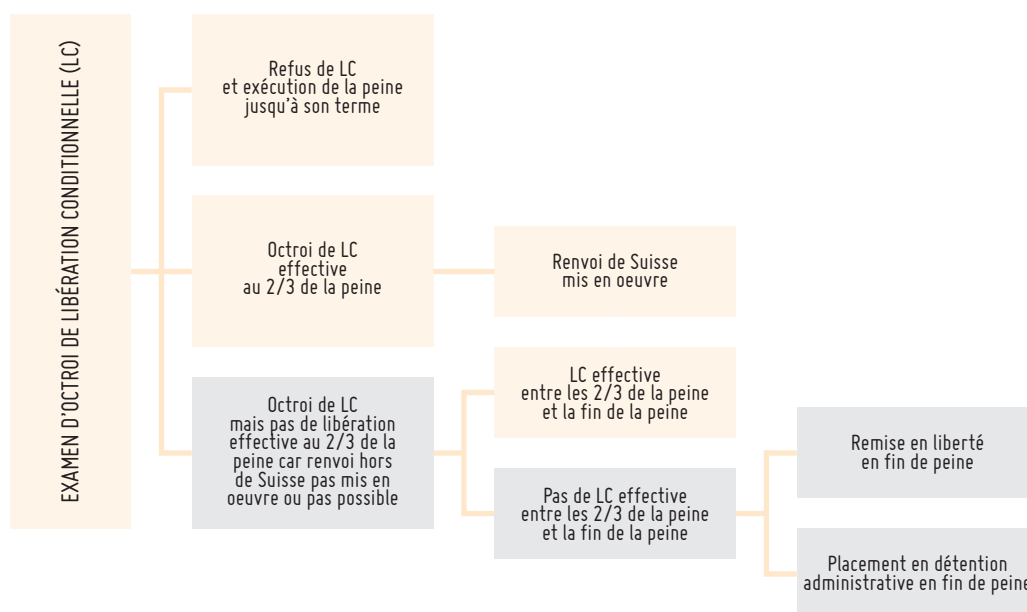 EXAMEN D'OCTROI DE LIBÉRATION CONDITIONNELLE (LC)
Refus de LC
et exécution de la peine
jusqu'à son terme
Octroi de LC
effective
au 2/3 de la peine
Renvoi de Suisse
mis en oeuvre
Octroi de LC
mais pas de libération
effective au 2/3 de la
peine car renvoi hors
de Suisse pas mis en
oeuvre ou pas possible
LC effective
entre les 2/3 de la peine
et la fin de la peine
Pas de LC effective
entre les 2/3 de la peine
et la fin de la peine
Remise en liberté
en fin de peine
Placement en détention
administrative en fin de peine